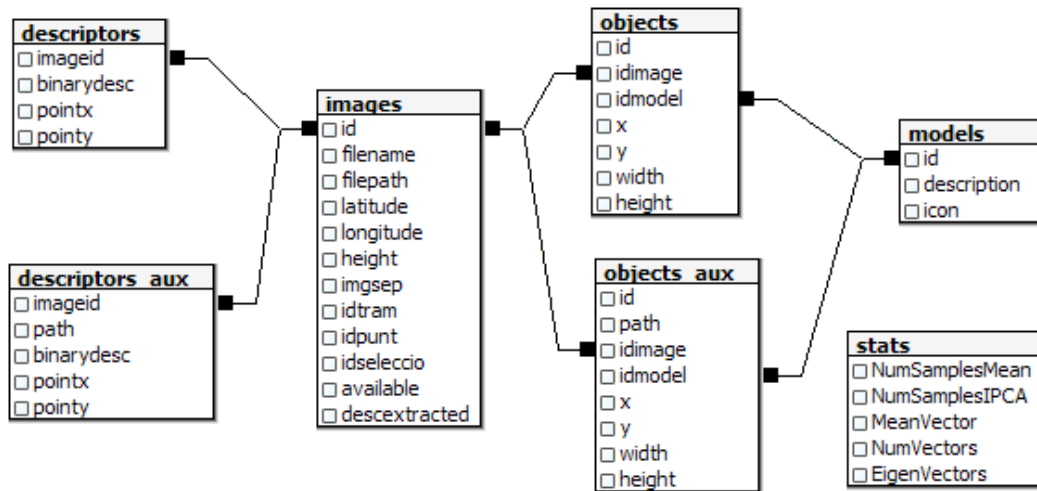 descriptors
imageid
binarydesc
pointx
pointy
descriptors_aux
imageid
path
binarydesc
pointx
pointy
images
id
filename
filepath
latitude
longitude
height
imgsep
idtram
idpunt
idseleccio
available
descextracted
objects
id
idimage
idmodel
x
y
width
height
objects_aux
id
path
idimage
idmodel
x
y
width
height
models
id
description
icon
stats
NumSamplesMean
NumSamplesIPCA
MeanVector
NumVectors
EigenVectors